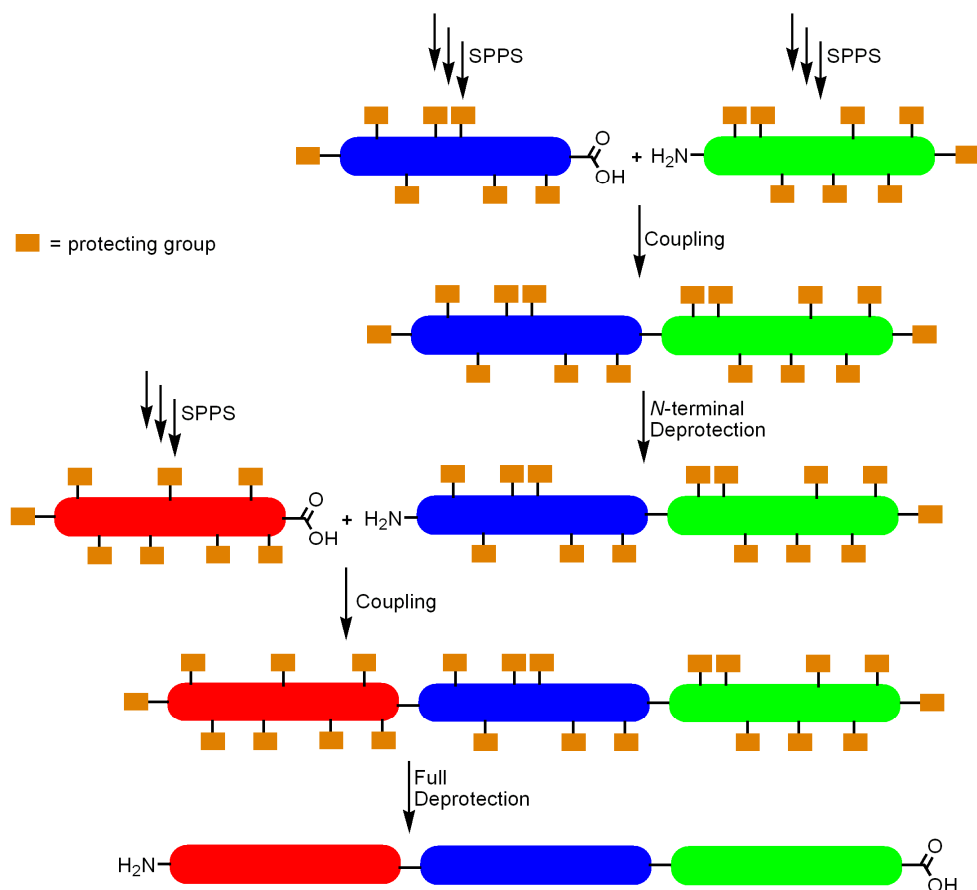 SPPS
SPPS
O
OH
+
H₂N
= protecting group
Coupling
SPPS
N-terminal
Deprotection
O
OH
+
H₂N
Coupling
Full
Deprotection
H₂N
O
OH